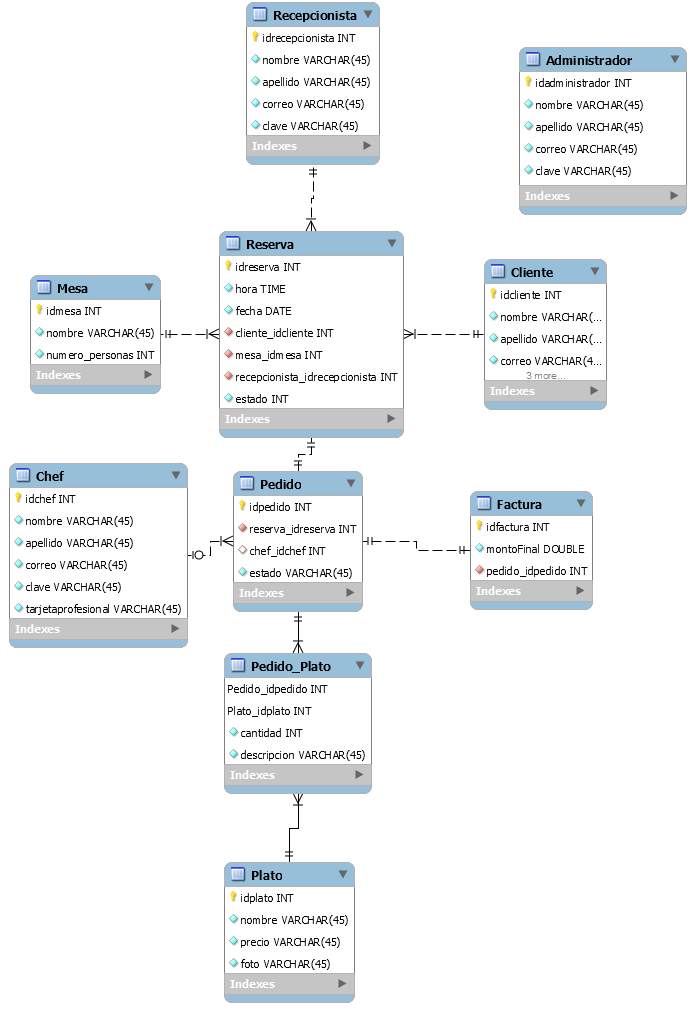 Recepcionista
idrecepcionista INT
nombre VARCHAR(45)
apellido VARCHAR(45)
correo VARCHAR(45)
clave VARCHAR(45)
Indexes
Administrador
idadministrador INT
nombre VARCHAR(45)
apellido VARCHAR(45)
correo VARCHAR(45)
clave VARCHAR(45)
Indexes
Reserva
idreserva INT
hora TIME
fecha DATE
cliente_idcliente INT
mesa_idmesa INT
recepcionista_idrecepcionista INT
estado INT
Indexes
Mesa
idmesa INT
nombre VARCHAR(45)
numero_personas INT
Indexes
Cliente
idcliente INT
nombre VARCHAR(...
apellido VARCHAR(...
correo VARCHAR(4...
3 more...
Indexes
Chef
idchef INT
nombre VARCHAR(45)
apellido VARCHAR(45)
correo VARCHAR(45)
clave VARCHAR(45)
tarjetaprofesional VARCHAR(45)
Indexes
Pedido
idpedido INT
reserva_idreserva INT
chef_idchef INT
estado VARCHAR(45)
Indexes
Factura
idfactura INT
montoFinal DOUBLE
pedido_idpedido INT
Indexes
Pedido_Plato
Pedido_idpedido INT
Plato_idplato INT
cantidad INT
descripcion VARCHAR(45)
Indexes
Plato
idplato INT
nombre VARCHAR(45)
precio VARCHAR(45)
foto VARCHAR(45)
Indexes